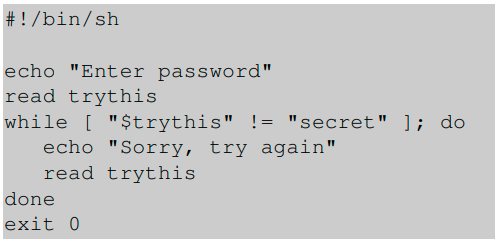 #!/bin/sh
echo "Enter password"
read trythis
while [ "$trythis" != "secret" ]; do
echo "Sorry, try again"
read trythis
done
exit 0